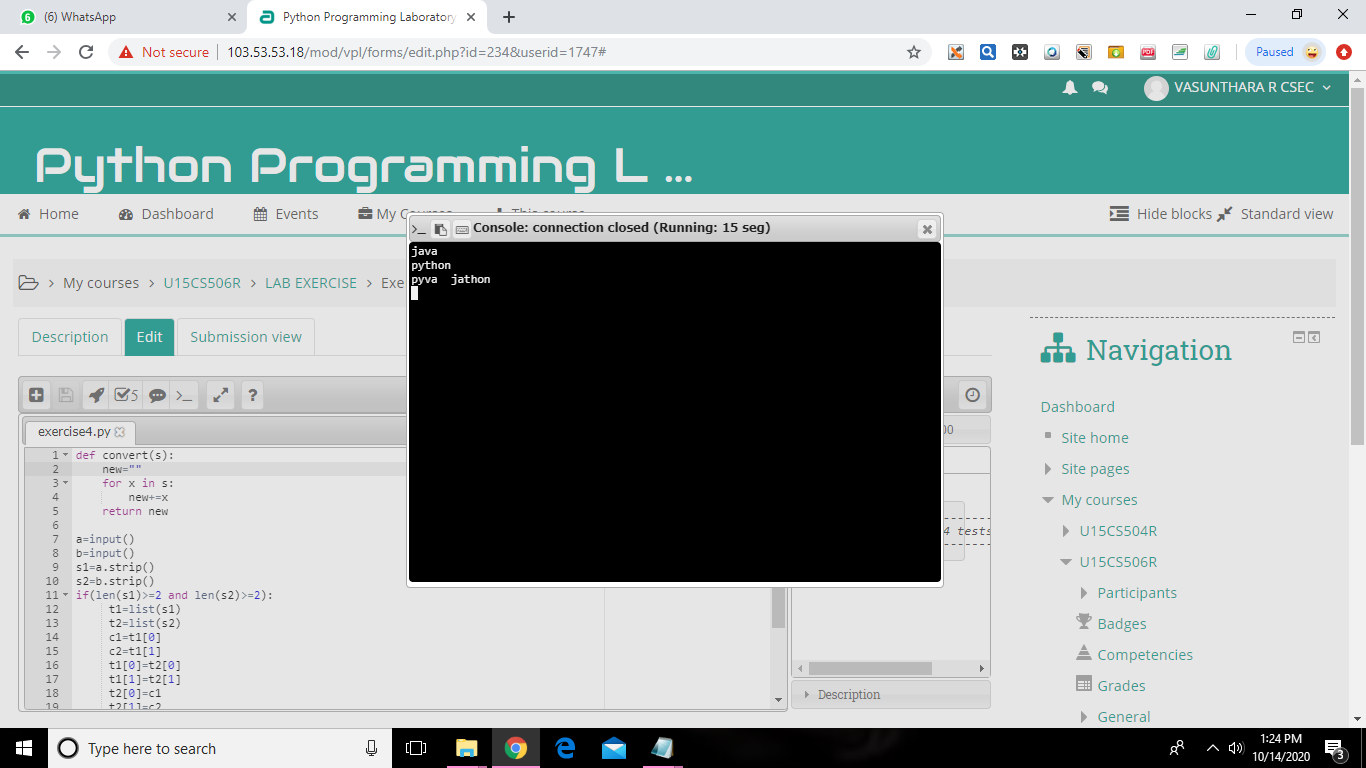 (6) WhatsApp
Python Programming Laboratory
Not secure
103.53.53.18/mod/vpl/forms/edit.php?id=234&userid=1747#
Paused
VASUNTHARA R CSEC
Python Programming L ...
Home
Dashboard
Events
My Courses
This course
Hide blocks
Standard view
Console: connection closed (Running: 15 seg)
java
python
pyva  jathon
My courses
U15CS506R
LAB EXERCISE
Exe
Description
Edit
Submission view
5
exercise4.py
1 def convert(s):
2     new=""
3     for x in s:
4         new+=x
5     return new
6
7 a=input()
8 b=input()
9 s1=a.strip()
10 s2=b.strip()
11 if(len(s1)>=2 and len(s2)>=2):
12      t1=list(s1)
13      t2=list(s2)
14      c1=t1[0]
15      c2=t1[1]
16      t1[0]=t2[0]
17      t1[1]=t2[1]
18      t2[0]=c1
19      t2[1]=c2
00
4 tests
Description
Navigation
Dashboard
Site home
Site pages
My courses
U15CS504R
U15CS506R
Participants
Badges
Competencies
Grades
General
Type here to search
1:24 PM
10/14/2020
3